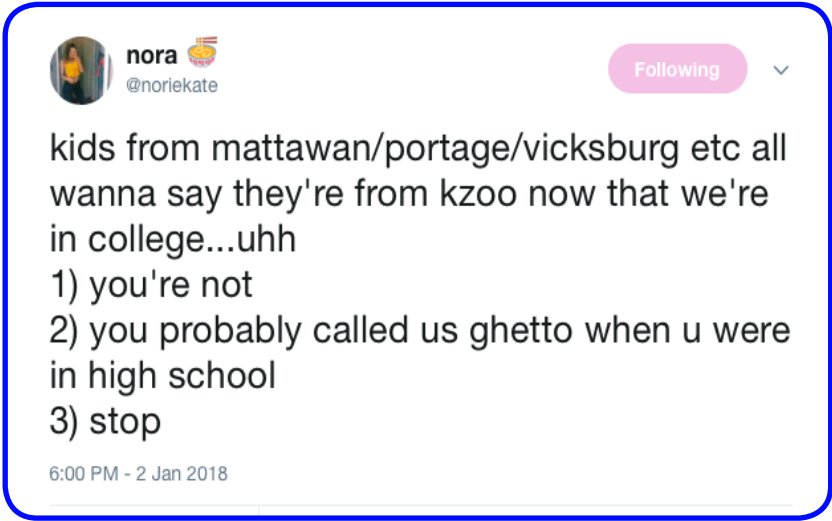 nora 🍜
@noriekate
Following
kids from mattawan/portage/vicksburg etc all
wanna say they're from kzoo now that we're
in college...uhh
1) you're not
2) you probably called us ghetto when u were
in high school
3) stop
6:00 PM - 2 Jan 2018